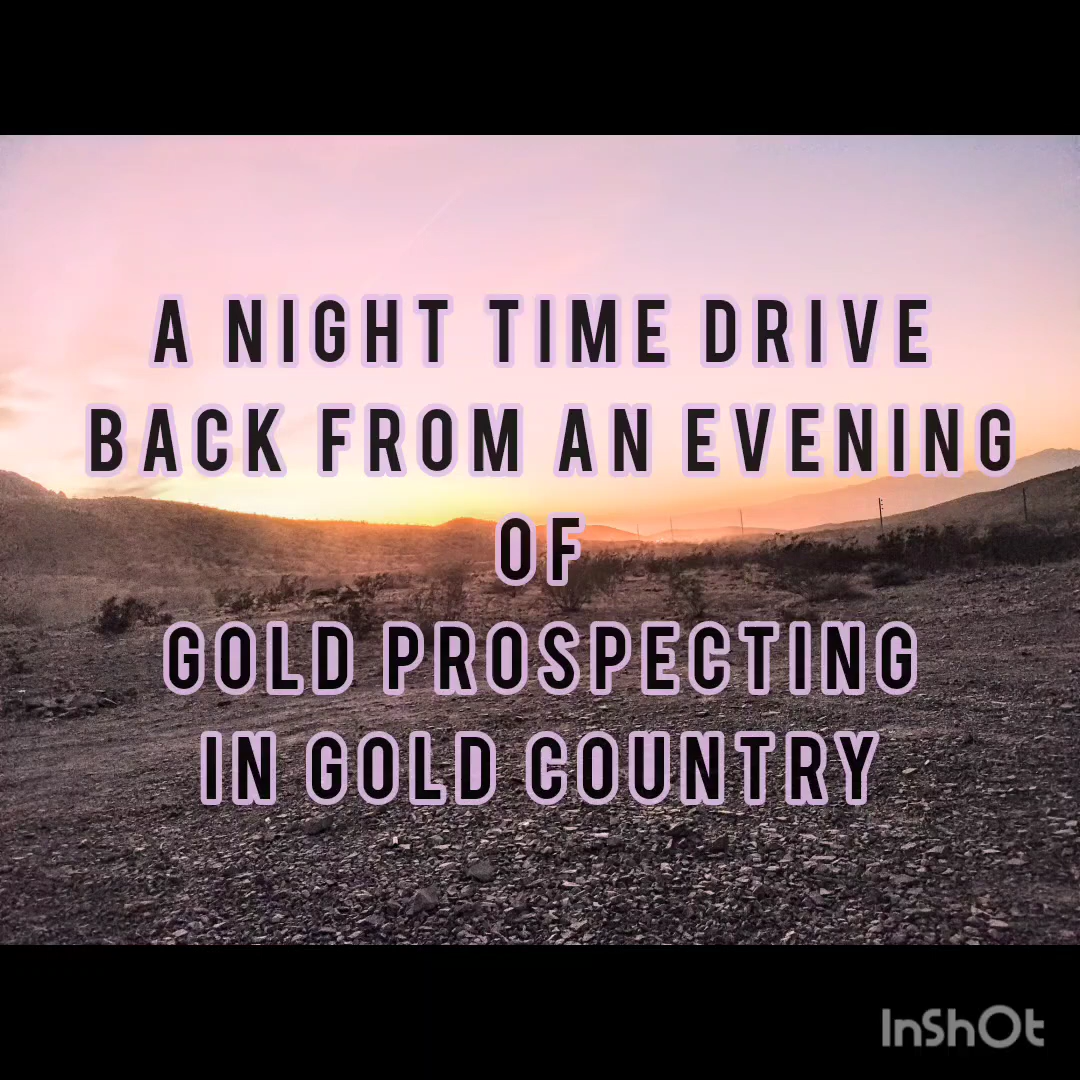 A NIGHT TIME DRIVE
BACK FROM AN EVENING
OF
GOLD PROSPECTING
IN GOLD COUNTRY
InShOt